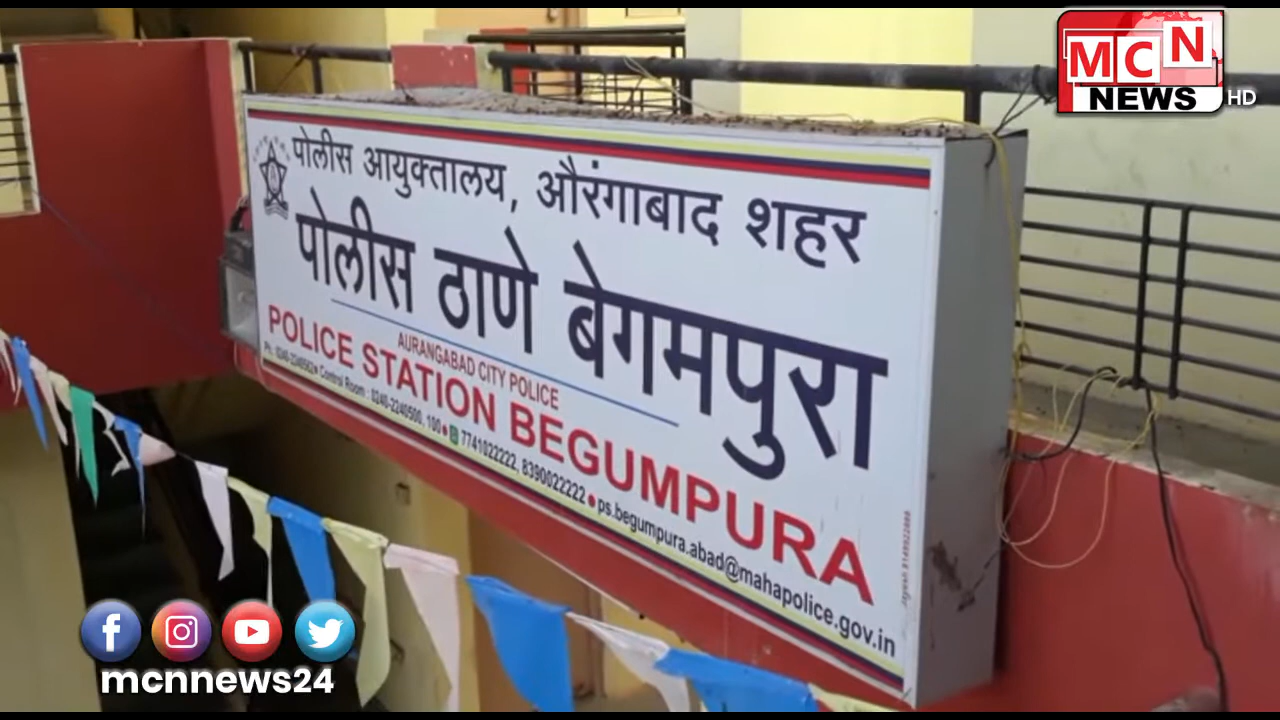 MCN
NEWS HD
पोलीस आयुक्तालय, औरंगाबाद शहर
पोलीस ठाणे बेगमपुरा
AURANGABAD CITY POLICE
POLICE STATION BEGUMPURA
Control Room : 0240-2240500, 100 ● 7741022222, 8390022222 ● ps.begumpura.abad@mahapolice.gov.in
mcnnews24